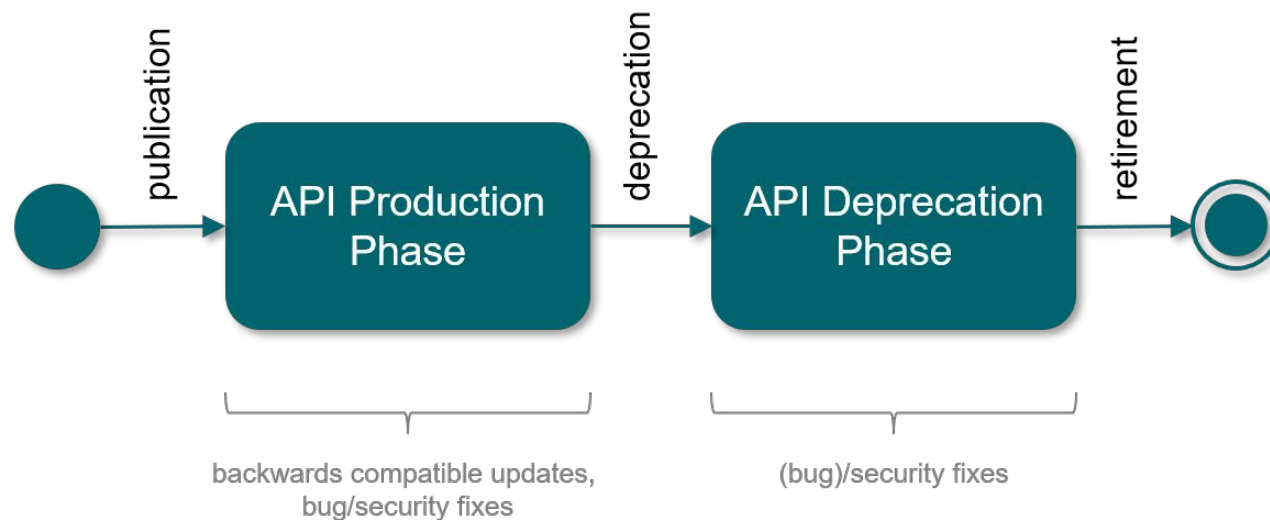 publication
API Production
Phase
deprecation
API Deprecation
Phase
retirement
backwards compatible updates,
bug/security fixes
(bug)/security fixes